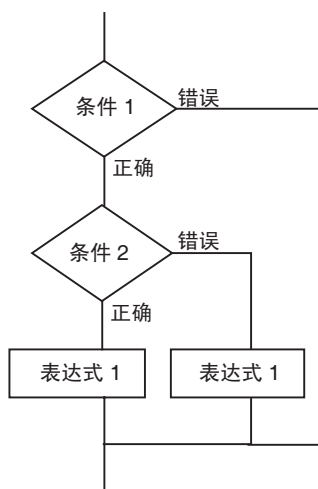 条件 1
错误
正确
条件 2
错误
正确
表达式 1
表达式 1